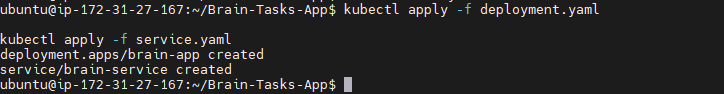 ubuntu@ip-172-31-27-167:~/Brain-Tasks-App$ kubectl apply -f deployment.yaml
kubectl apply -f service.yaml
deployment.apps/brain-app created
service/brain-service created
ubuntu@ip-172-31-27-167:~/Brain-Tasks-App$